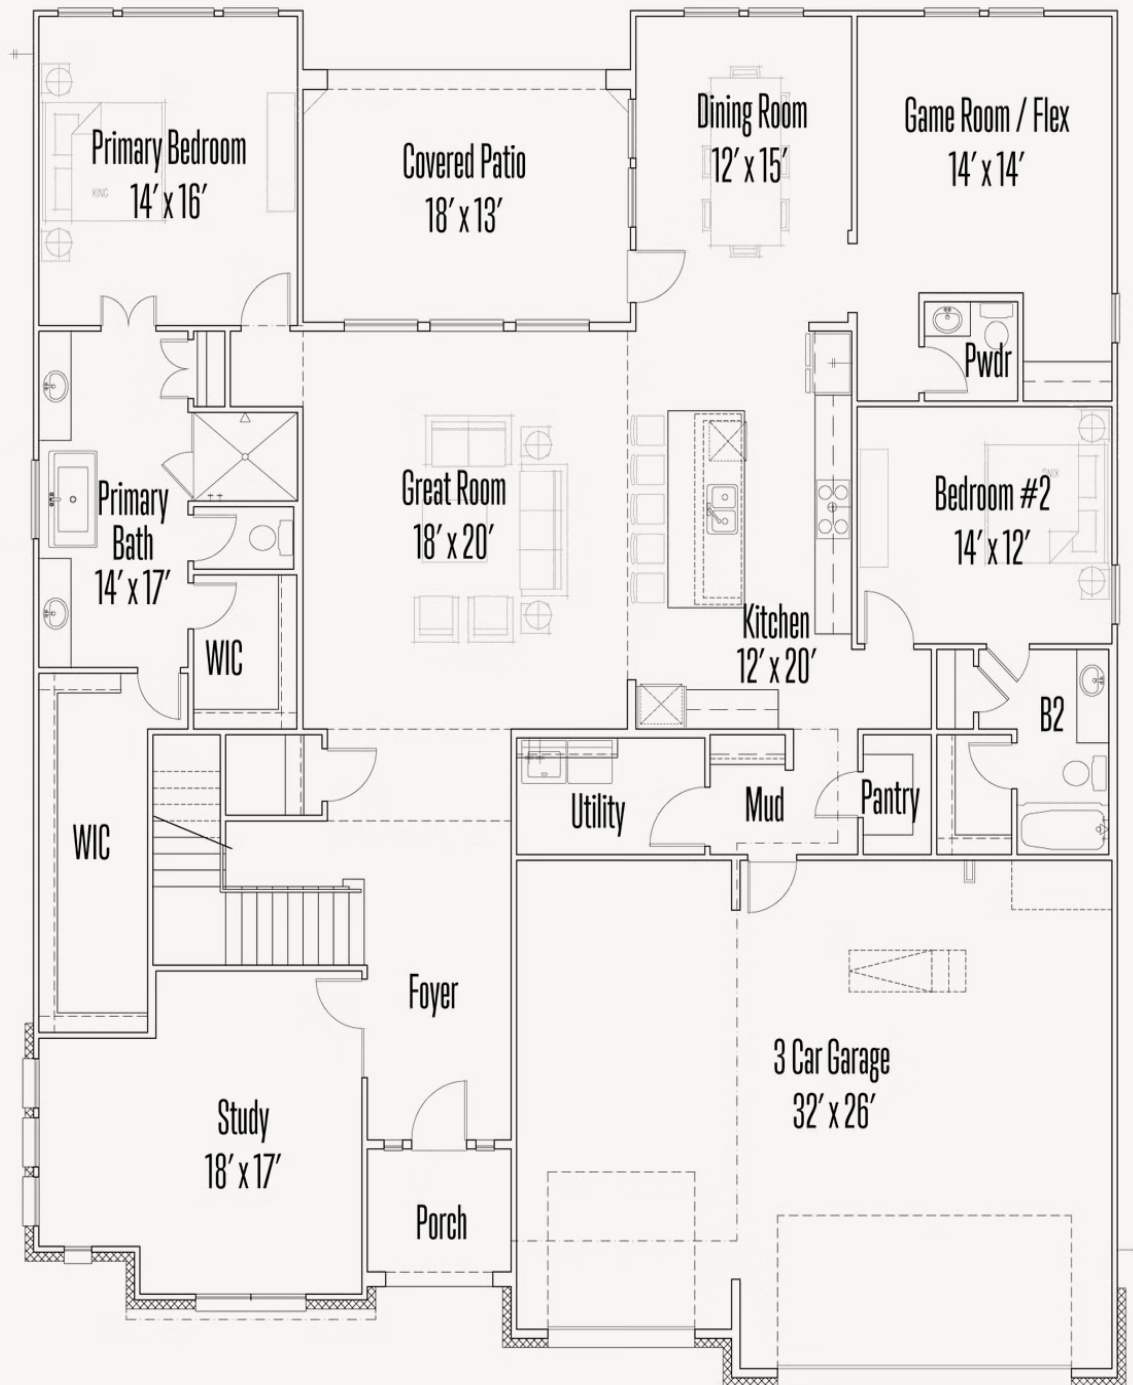 Primary Bedroom
14' x 16'
KING
Covered Patio
18' x 13'
Dining Room
12' x 15'
Game Room / Flex
14' x 14'
Pwdr
Primary
Bath
14' x 17'
Great Room
18' x 20'
Bedroom #2
14' x 12'
KING
Kitchen
12' x 20'
WIC
B2
WIC
Utility
Mud
Pantry
Foyer
3 Car Garage
32' x 26'
Study
18' x 17'
Porch